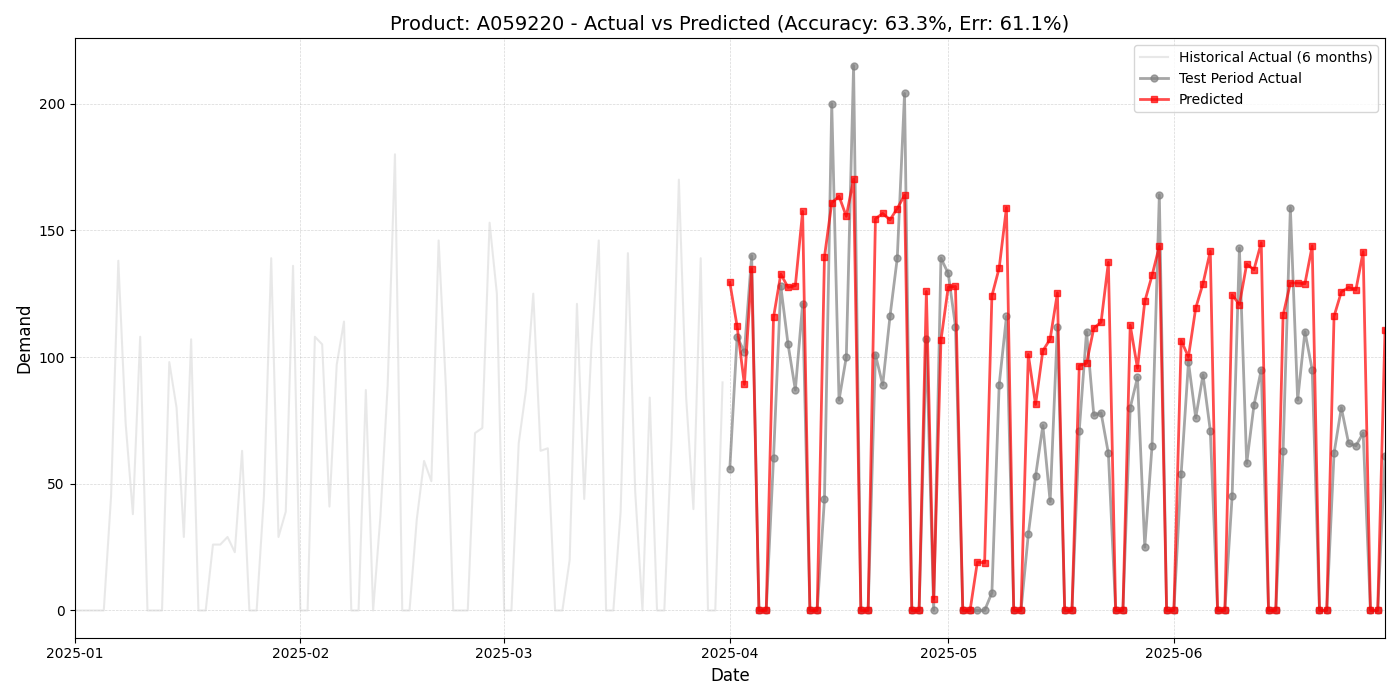 Product: A059220 - Actual vs Predicted (Accuracy: 63.3%, Err: 61.1%)
Historical Actual (6 months)
Test Period Actual
Predicted
Demand
200
150
100
50
0
2025-01
2025-02
2025-03
2025-04
2025-05
2025-06
Date